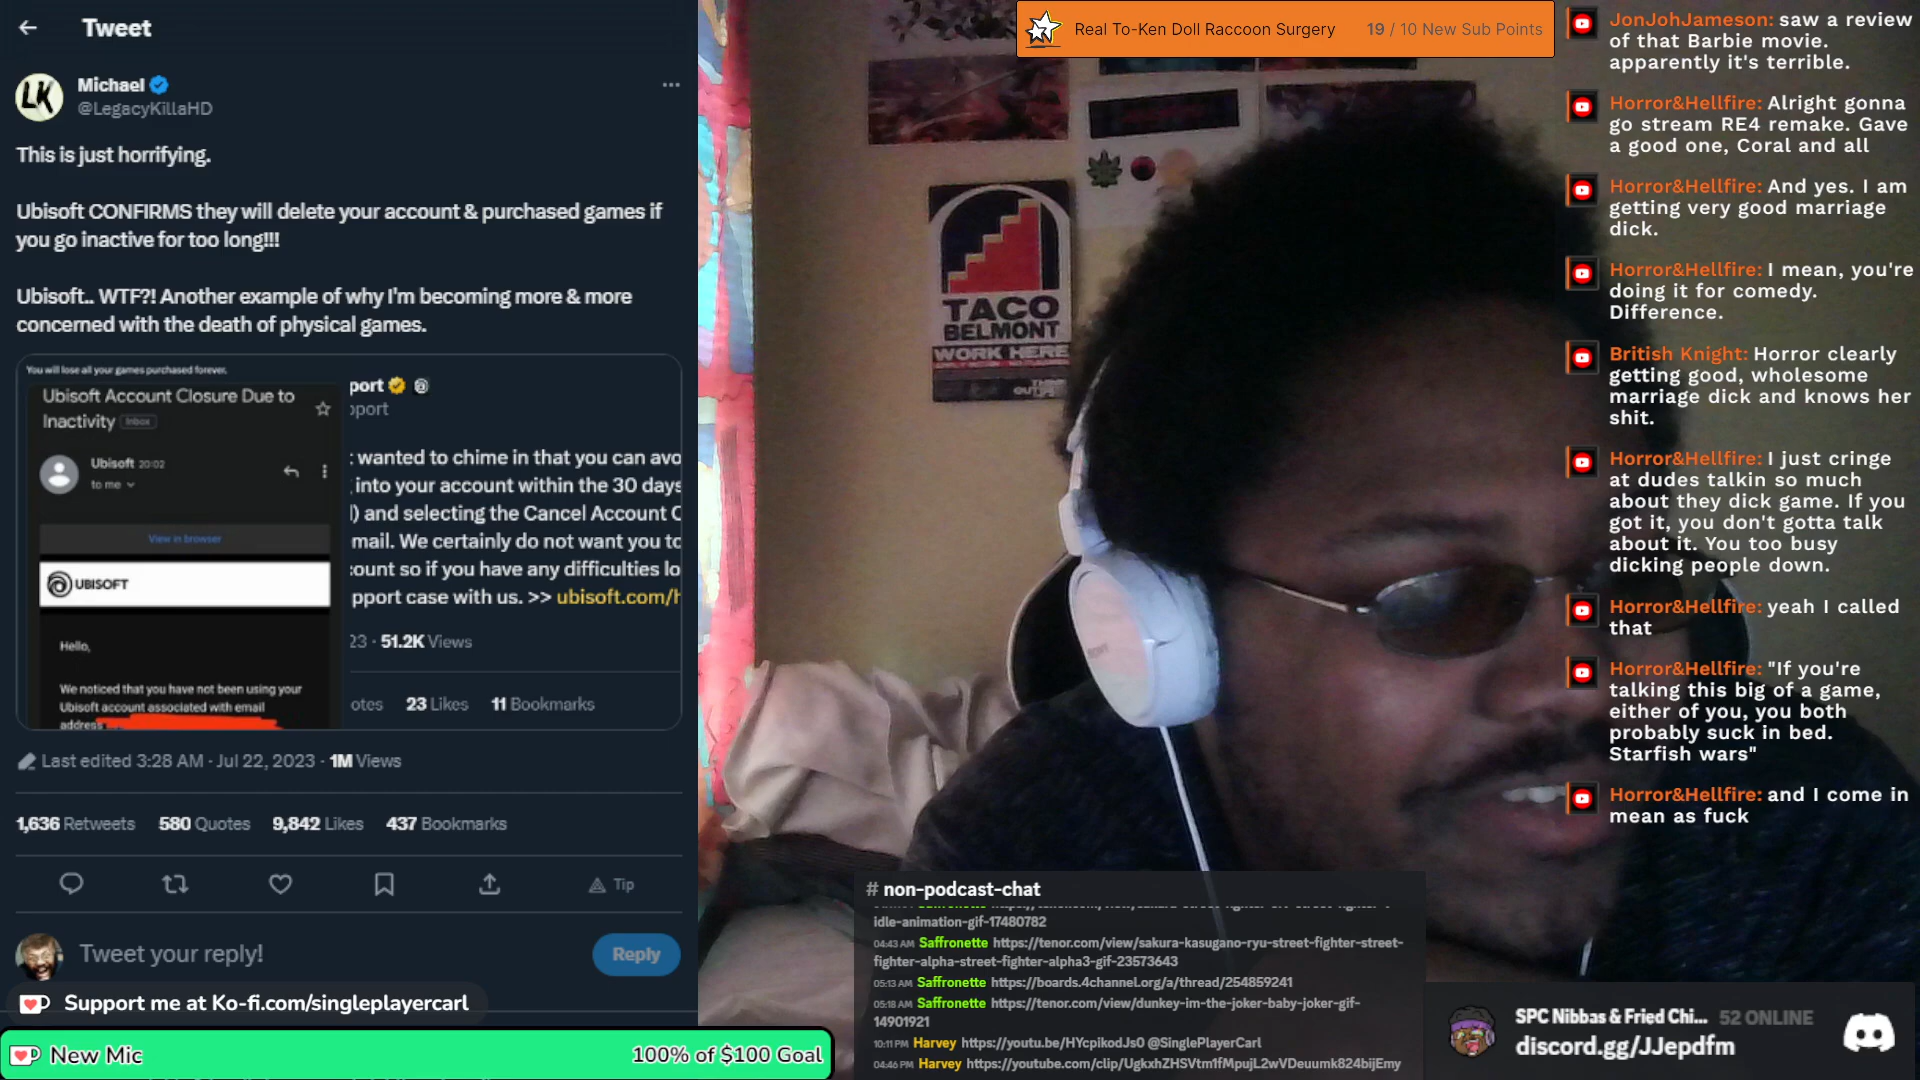 Tweet
LK
Michael
@LegacyKillaHD
This is just horrifying.
Ubisoft CONFIRMS they will delete your account & purchased games if
you go inactive for too long!!!
Ubisoft.. WTF?! Another example of why I'm becoming more & more
concerned with the death of physical games.
You will lose all your games purchased forever.
Ubisoft Account Closure Due to
Inactivity Inbox
Ubisoft 20:02
to me
View in browser
UBISOFT
Hello,
We noticed that you have not been using your
Ubisoft account associated with email
address
port
pport
: wanted to chime in that you can avo
into your account within the 30 days
) and selecting the Cancel Account C
mail. We certainly do not want you to
count so if you have any difficulties lo
pport case with us. >> ubisoft.com/h
23 · 51.2K Views
otes 23 Likes 11 Bookmarks
Last edited 3:28 AM · Jul 22, 2023 · 1M Views
1,636 Retweets 580 Quotes 9,842 Likes 437 Bookmarks
Tip
Tweet your reply!
Reply
Support me at Ko-fi.com/singleplayercarl
New Mic 100% of $100 Goal
Real To-Ken Doll Raccoon Surgery 19 / 10 New Sub Points
TACO
BELMONT
WORK HERE
# non-podcast-chat
idle-animation-gif-17480782
04:43 AM Saffronette https://tenor.com/view/sakura-kasugano-ryu-street-fighter-street-
fighter-alpha-street-fighter-alpha3-gif-23573643
05:13 AM Saffronette https://boards.4channel.org/a/thread/254859241
05:18 AM Saffronette https://tenor.com/view/dunkey-im-the-joker-baby-joker-gif-
14901921
10:11 PM Harvey https://youtu.be/HYcpikodJs0 @SinglePlayerCarl
04:46 PM Harvey https://youtube.com/clip/UgkxhZHSVtm1fMpujL2wVDeuumk824bijEmy
JonJohJameson: saw a review
of that Barbie movie.
apparently it's terrible.
Horror&Hellfire: Alright gonna
go stream RE4 remake. Gave
a good one, Coral and all
Horror&Hellfire: And yes. I am
getting very good marriage
dick.
Horror&Hellfire: I mean, you're
doing it for comedy.
Difference.
British Knight: Horror clearly
getting good, wholesome
marriage dick and knows her
shit.
Horror&Hellfire: I just cringe
at dudes talkin so much
about they dick game. If you
got it, you don't gotta talk
about it. You too busy
dicking people down.
Horror&Hellfire: yeah I called
that
Horror&Hellfire: "If you're
talking this big of a game,
either of you, you both
probably suck in bed.
Starfish wars"
Horror&Hellfire: and I come in
mean as fuck
SPC Nibbas & Fried Chi... 52 ONLINE
discord.gg/JJepdfm